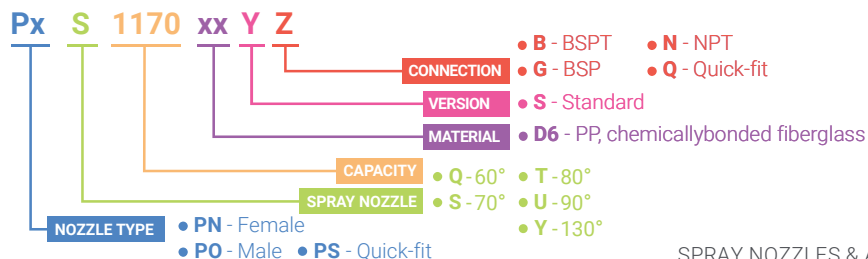 Px S 1170 xx Y Z
CONNECTION • B - BSPT • N - NPT
• G - BSP • Q - Quick-fit
VERSION • S - Standard
MATERIAL • D6 - PP, chemicallybonded fiberglass
CAPACITY
• Q - 60° • T - 80°
SPRAY NOZZLE • S - 70° • U - 90°
• Y - 130°
NOZZLE TYPE • PN - Female
• PO - Male • PS - Quick-fit